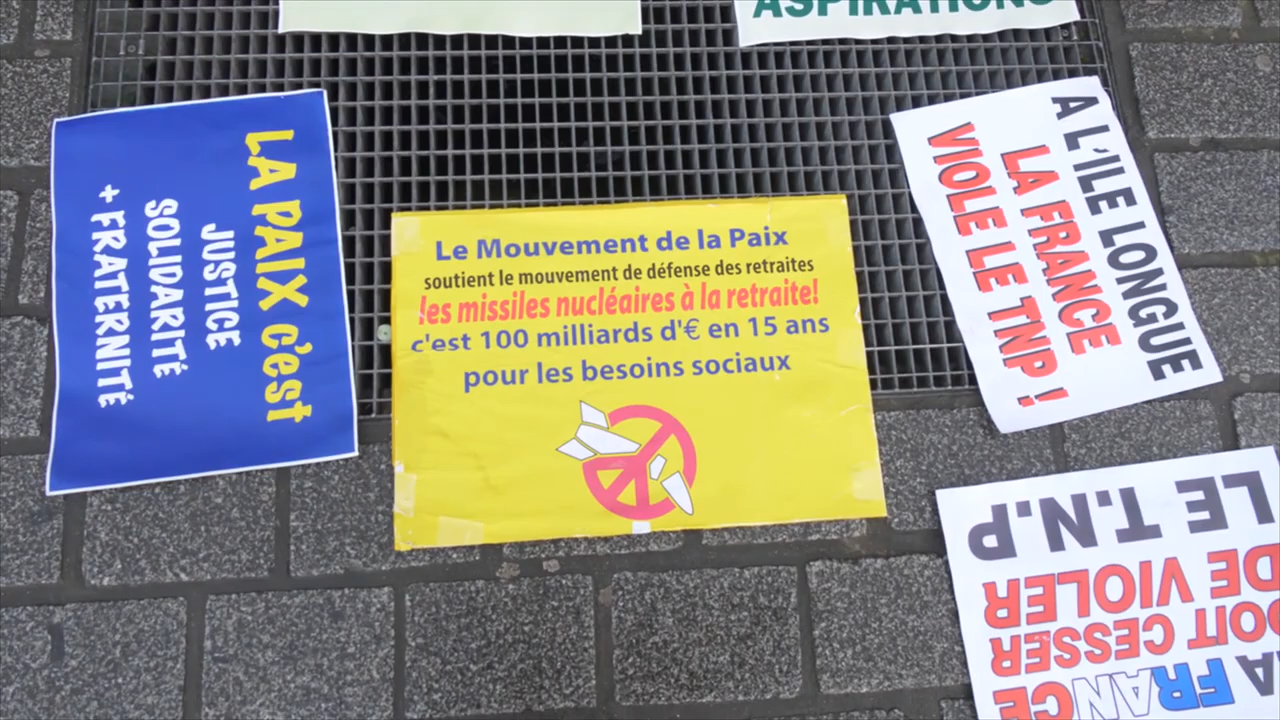 ASPIRATIONS
LA PAIX c'est
JUSTICE
SOLIDARITÉ
+ FRATERNITÉ
Le Mouvement de la Paix
soutient le mouvement de défense des retraites
les missiles nucléaires à la retraite!
c'est 100 milliards d'€ en 15 ans
pour les besoins sociaux
A L'ILE LONGUE
LA FRANCE
VIOLE LE TNP !
LA FRANCE
DOIT CESSER
DE VIOLER
LE T.N.P